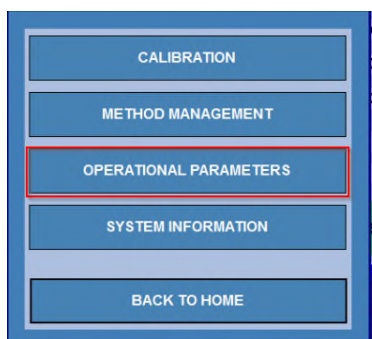 CALIBRATION
METHOD MANAGEMENT
OPERATIONAL PARAMETERS
SYSTEM INFORMATION
BACK TO HOME